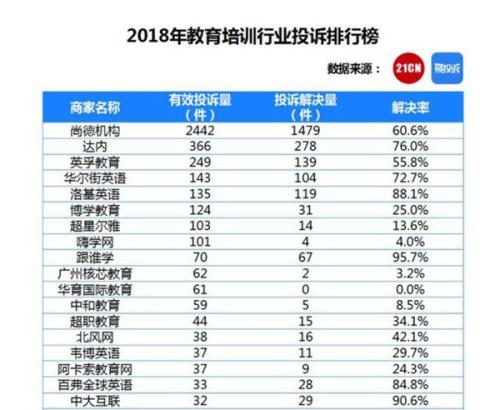 2018年教育培训行业投诉排行榜
数据来源： 21CN 聚投诉
商家名称 有效投诉量（件） 投诉解决量（件） 解决率
尚德机构 2442 1479 60.6%
达内 366 278 76.0%
英孚教育 249 139 55.8%
华尔街英语 143 104 72.7%
洛基英语 135 119 88.1%
博学教育 124 31 25.0%
超星尔雅 103 14 13.6%
嗨学网 101 4 4.0%
跟谁学 70 67 95.7%
广州核芯教育 62 2 3.2%
华育国际教育 61 0 0.0%
中和教育 59 5 8.5%
超职教育 44 15 34.1%
北风网 38 16 42.1%
韦博英语 37 11 29.7%
阿卡索教育网 37 9 24.3%
百弗全球英语 33 28 84.8%
中大互联 32 29 90.6%